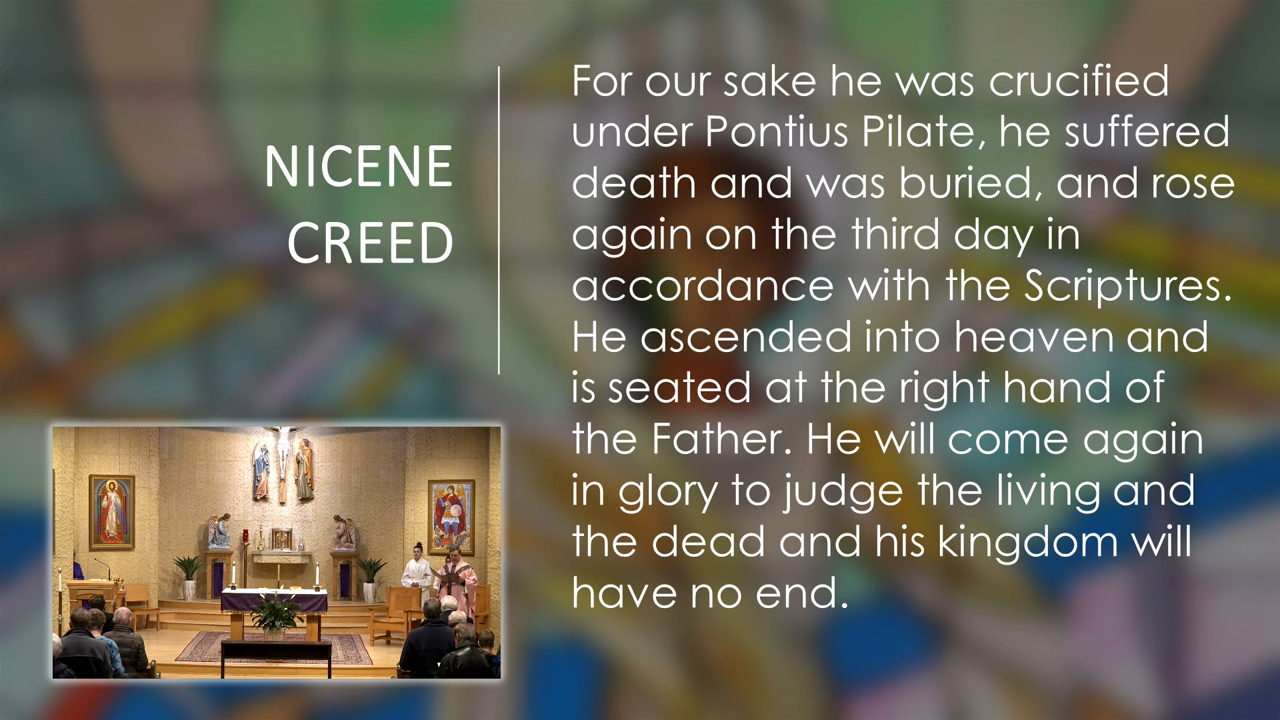 NICENE
CREED
For our sake he was crucified
under Pontius Pilate, he suffered
death and was buried, and rose
again on the third day in
accordance with the Scriptures.
He ascended into heaven and
is seated at the right hand of
the Father. He will come again
in glory to judge the living and
the dead and his kingdom will
have no end.